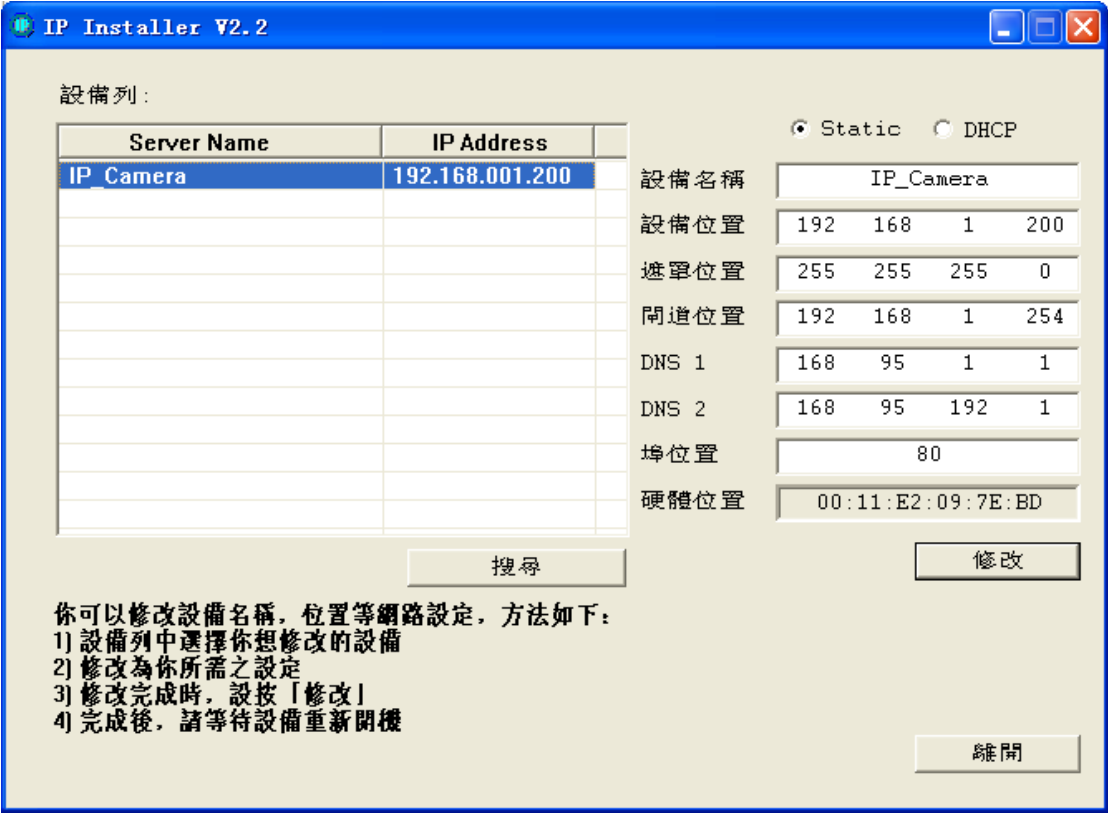 IP Installer V2.2
設備列:
Server Name IP Address
IP_Camera 192.168.001.200
Static DHCP
設備名稱 IP_Camera
設備位置 192 168 1 200
遮罩位置 255 255 255 0
閘道位置 192 168 1 254
DNS 1 168 95 1 1
DNS 2 168 95 192 1
埠位置 80
硬體位置 00:11:E2:09:7E:BD
搜尋
修改
你可以修改設備名稱，位置等網路設定，方法如下:
1) 設備列中選擇你想修改的設備
2) 修改為你所需之設定
3) 修改完成時，設按「修改」
4) 完成後，請等待設備重新開機
離開